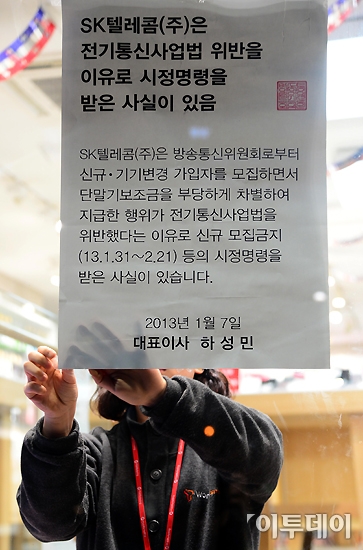 SK텔레콤(주)은
전기통신사업법 위반을
이유로 시정명령을
받은 사실이 있음
SK텔레콤(주)은 방송통신위원회로부터
신규·기기변경 가입자를 모집하면서
단말기보조금을 부당하게 차별하여
지급한 행위가 전기통신사업법을
위반했다는 이유로 신규 모집금지
(13.1.31～2.21) 등의 시정명령을
받은 사실이 있습니다.
2013년 1월 7일
대표이사 하성민
이투데이